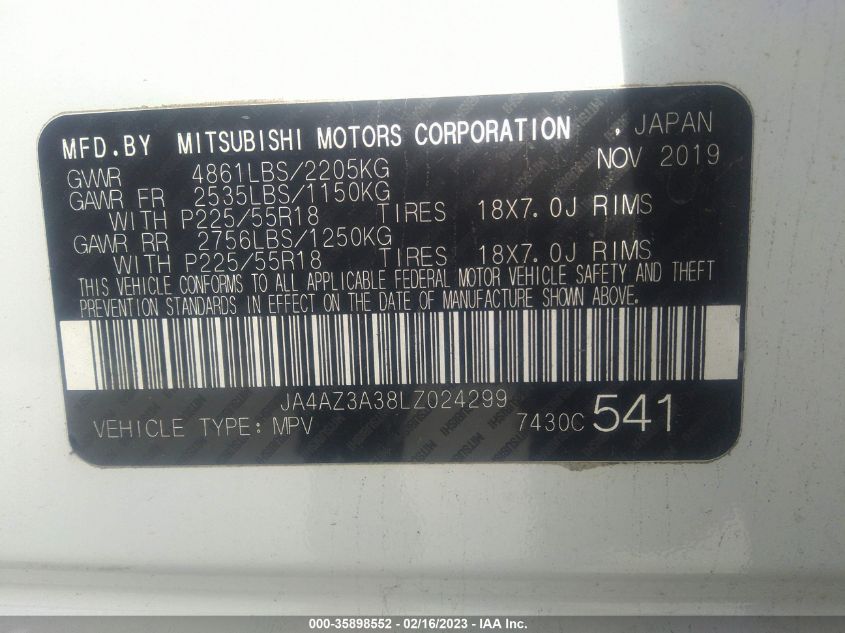 MFD.BY MITSUBISHI MOTORS CORPORATION , JAPAN
NOV 2019
GVWR 4861LBS/2205KG
GAWR FR 2535LBS/1150KG
WITH P225/55R18 TIRES 18X7.0J RIMS
GAWR RR 2756LBS/1250KG
WITH P225/55R18 TIRES 18X7.0J RIMS
THIS VEHICLE CONFORMS TO ALL APPLICABLE FEDERAL MOTOR VEHICLE SAFETY AND THEFT
PREVENTION STANDARDS IN EFFECT ON THE DATE OF MANUFACTURE SHOWN ABOVE.
JA4AZ3A38LZ024299
VEHICLE TYPE: MPV 7430C 541
000-35898552 - 02/16/2023 - IMAGE PROVIDED BY IAA, INC.